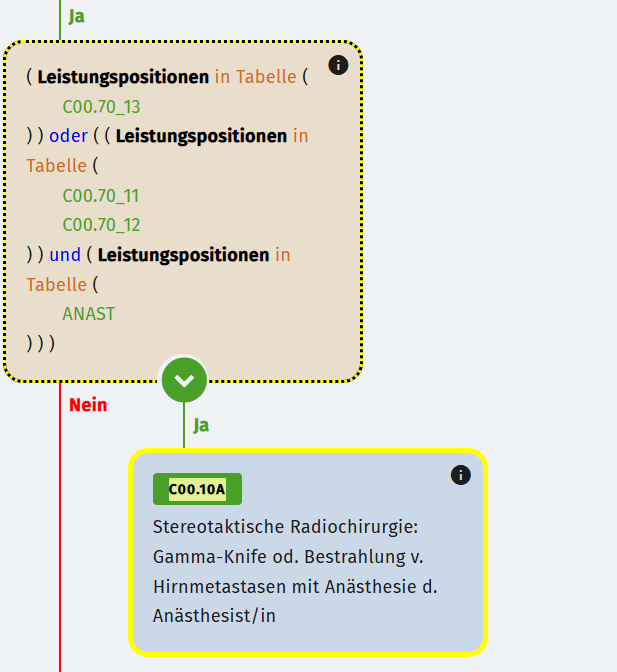 Ja
( Leistungspositionen in Tabelle (
C00.70_13
) ) oder ( ( Leistungspositionen in
Tabelle (
C00.70_11
C00.70_12
) ) und ( Leistungspositionen in
Tabelle (
ANAST
) ) )
Nein
Ja
C00.10A
Stereotaktische Radiochirurgie:
Gamma-Knife od. Bestrahlung v.
Hirnmetastasen mit Anästhesie d.
Anästhesist/in